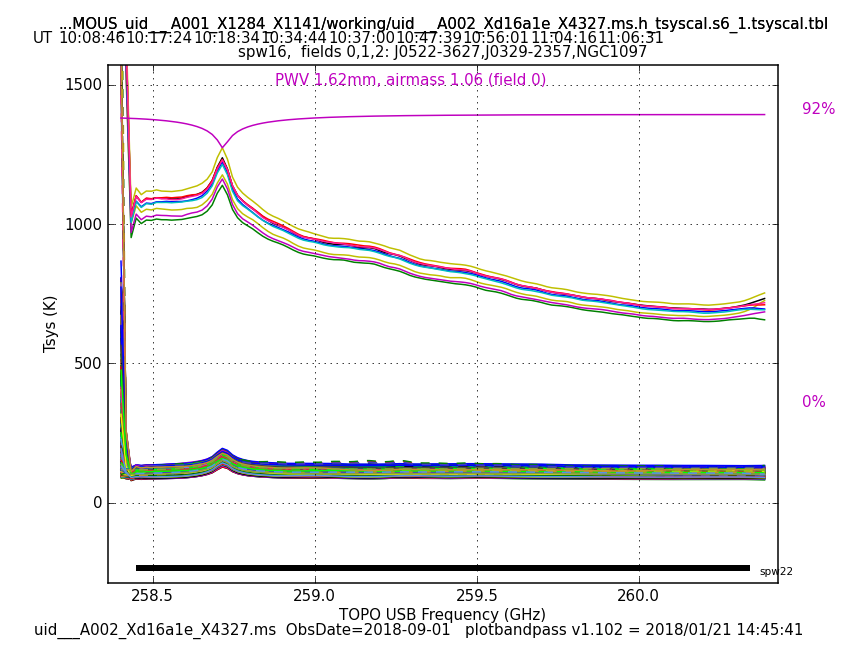 ...MOUS_uid___A001_X1284_X1141/working/uid___A002_Xd16a1e_X4327.ms.h_tsyscal.s6_1.tsyscal.tbl
UT 10:08:46 10:17:24 10:18:34 10:34:44 10:37:00 10:47:39 10:56:01 11:04:16 11:06:31
spw16, fields 0,1,2: J0522-3627,J0329-2357,NGC1097
PWV 1.62mm, airmass 1.06 (field 0)
1500
92%
1000
Tsys (K)
500
0%
0
spw22
258.5 259.0 259.5 260.0
TOPO USB Frequency (GHz)
uid___A002_Xd16a1e_X4327.ms ObsDate=2018-09-01 plotbandpass v1.102 = 2018/01/21 14:45:41